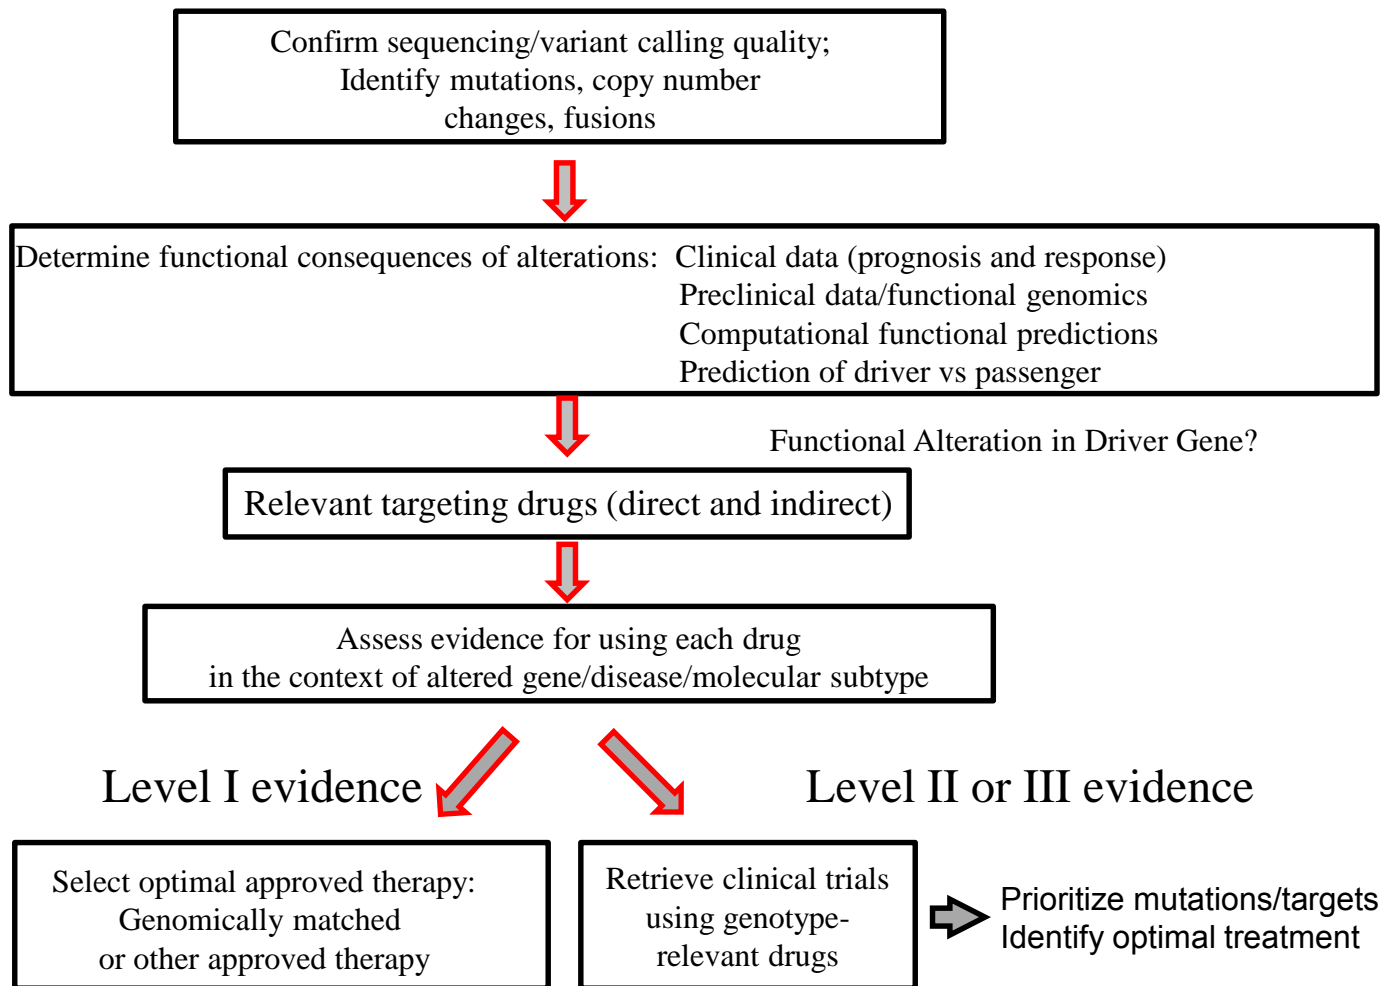 Confirm sequencing/variant calling quality;
Identify mutations, copy number
changes, fusions
Determine functional consequences of alterations: Clinical data (prognosis and response)
Preclinical data/functional genomics
Computational functional predictions
Prediction of driver vs passenger
Functional Alteration in Driver Gene?
Relevant targeting drugs (direct and indirect)
Assess evidence for using each drug
in the context of altered gene/disease/molecular subtype
Level I evidence
Level II or III evidence
Select optimal approved therapy:
Genomically matched
or other approved therapy
Retrieve clinical trials
using genotype-
relevant drugs
Prioritize mutations/targets
Identify optimal treatment